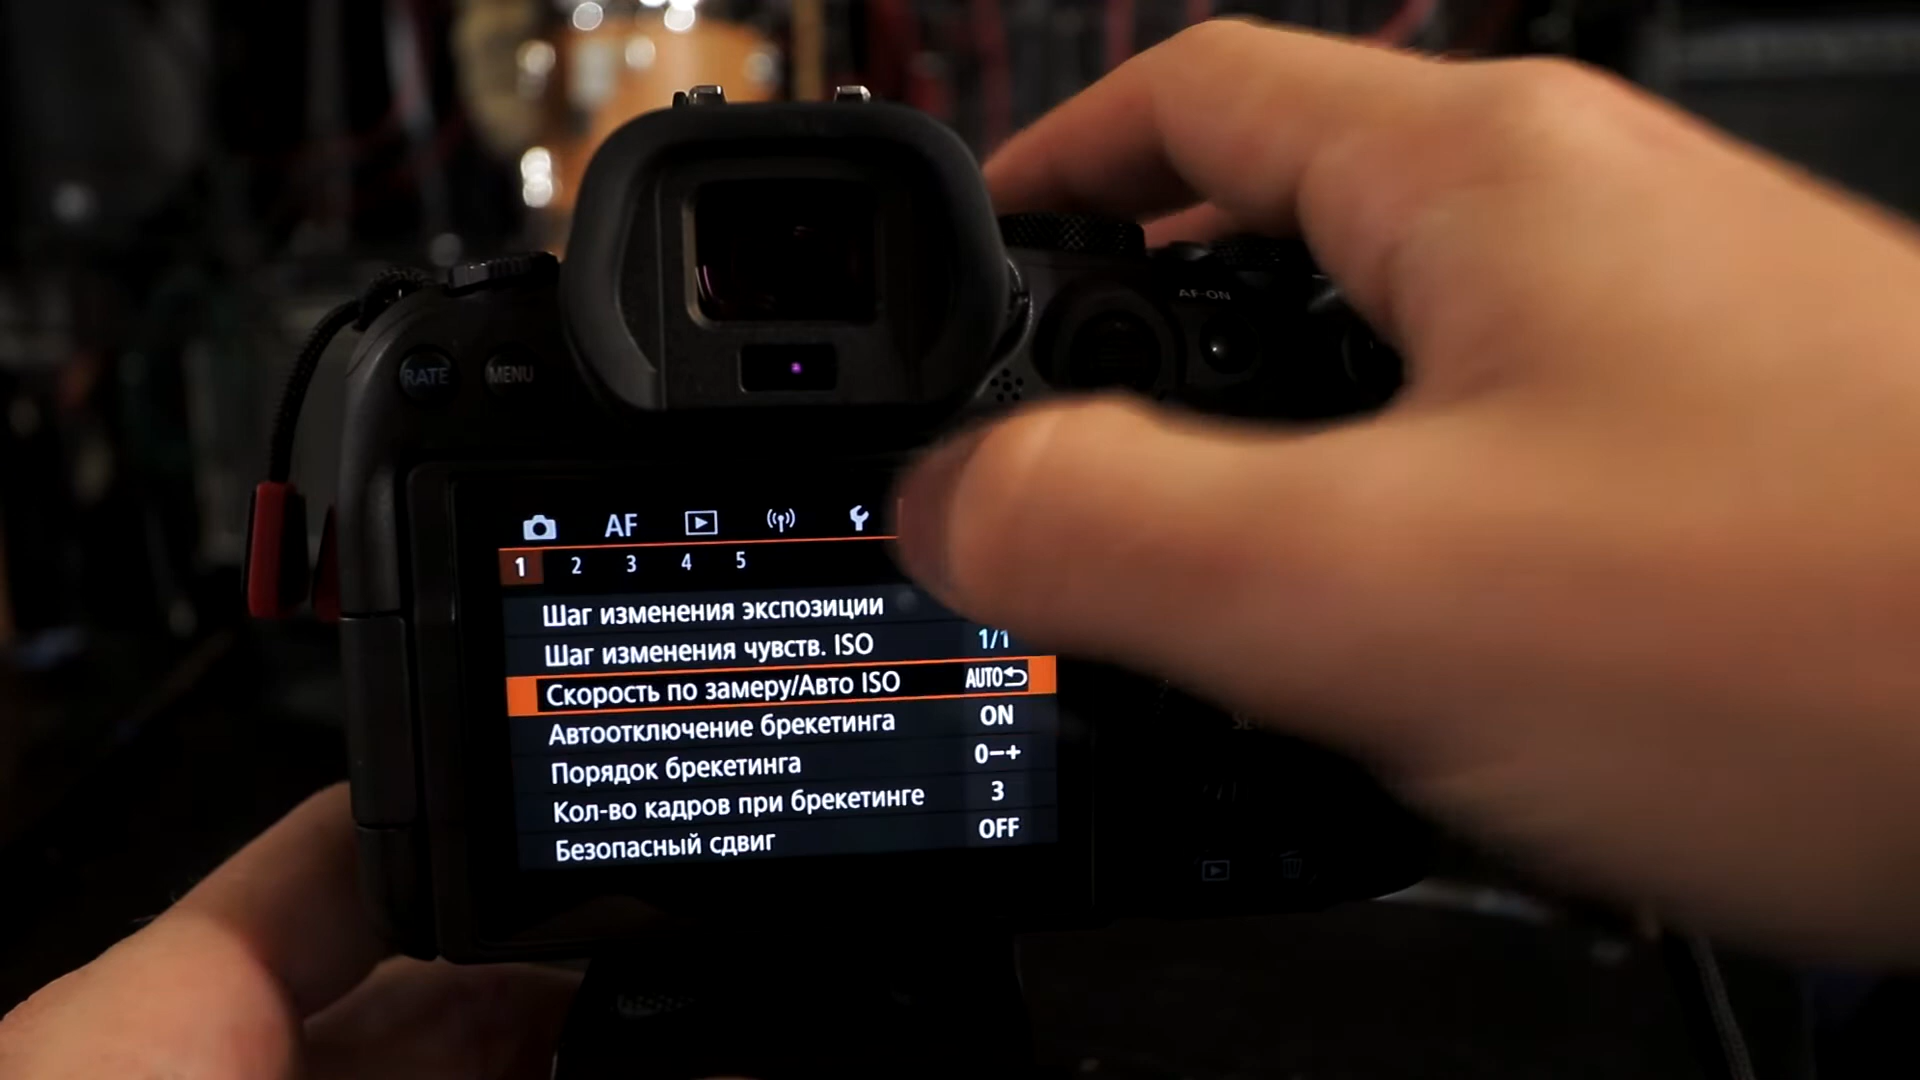 AF-ON
RATE MENU
AF
1 2 3 4 5
Шаг изменения экспозиции
Шаг изменения чувств. ISO 1/1
Скорость по замеру/Авто ISO AUTO
Автоотключение брекетинга ON
Порядок брекетинга 0−+
Кол-во кадров при брекетинге 3
Безопасный сдвиг OFF